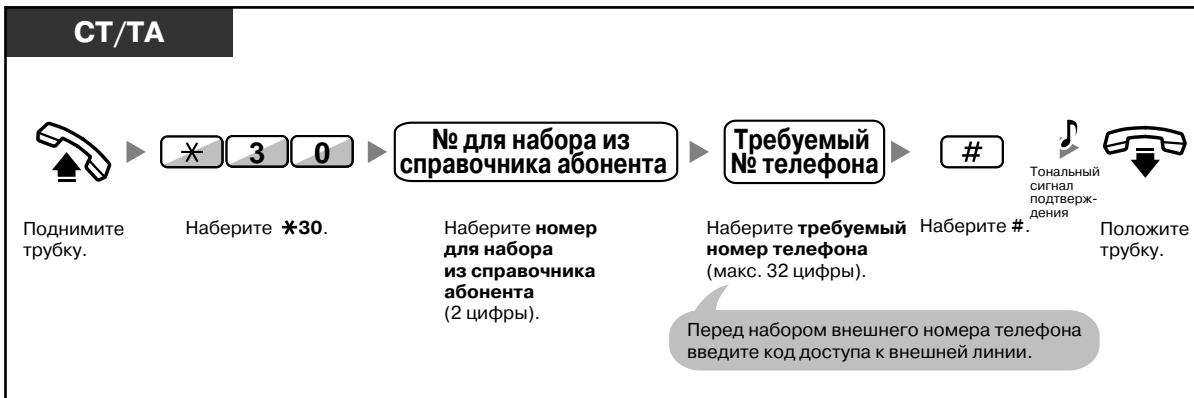 СТ/ТА
✳ 3 0
№ для набора из
справочника абонента
Требуемый
№ телефона
#
Тональный
сигнал
подтверж-
дения
Поднимите
трубку.
Наберите ✳30.
Наберите номер
для набора
из справочника
абонента
(2 цифры).
Наберите требуемый
номер телефона
(макс. 32 цифры).
Наберите #.
Положите
трубку.
Перед набором внешнего номера телефона
введите код доступа к внешней линии.